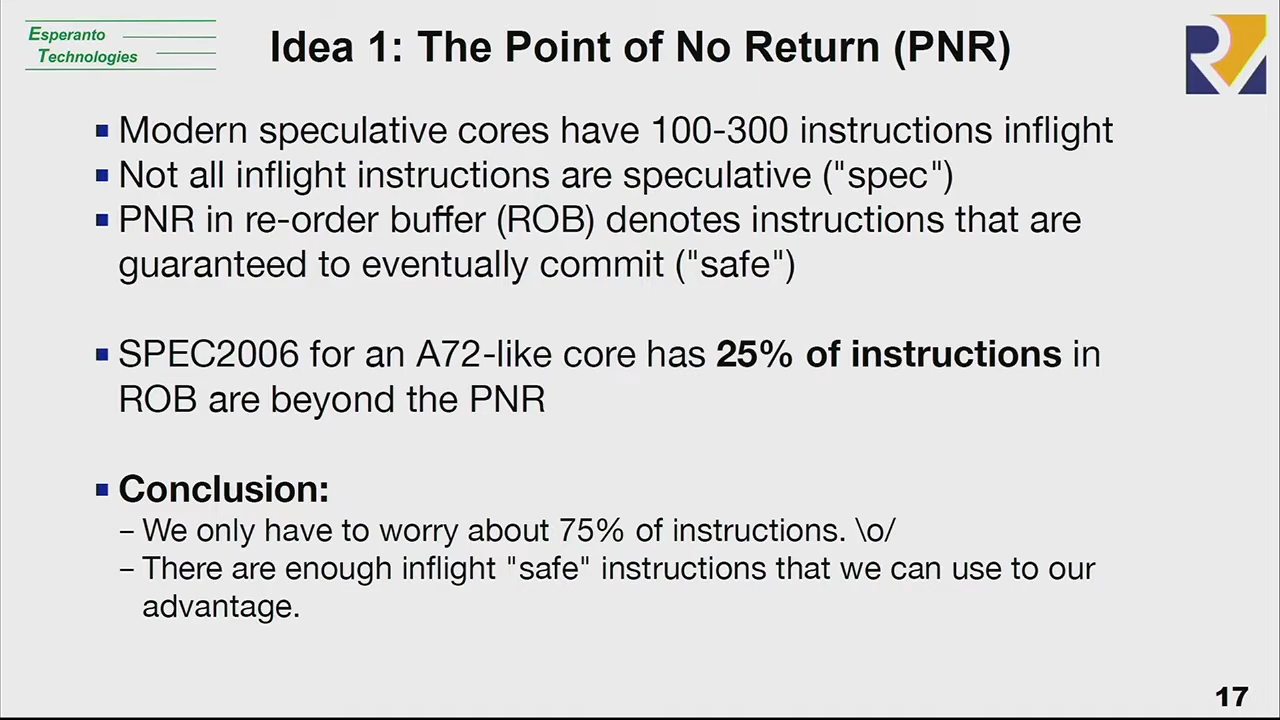 Esperanto
Technologies
Idea 1: The Point of No Return (PNR)
▪ Modern speculative cores have 100-300 instructions inflight
▪ Not all inflight instructions are speculative ("spec")
▪ PNR in re-order buffer (ROB) denotes instructions that are
guaranteed to eventually commit ("safe")
▪ SPEC2006 for an A72-like core has 25% of instructions in
ROB are beyond the PNR
▪ Conclusion:
– We only have to worry about 75% of instructions. \o/
– There are enough inflight "safe" instructions that we can use to our
advantage.
17